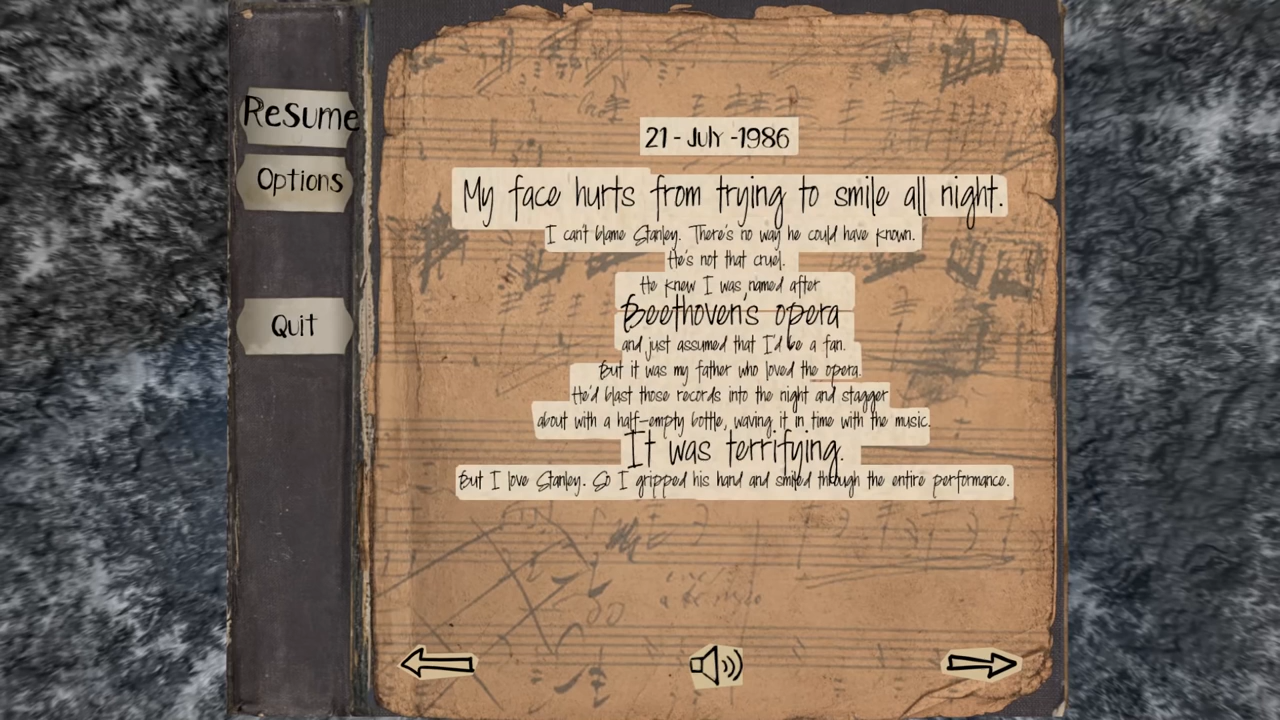 Resume
Options
Quit
21 - July -1986
My face hurts from trying to smile all night.
I can't blame Stanley. There's no way he could have known.
He's not that cruel.
He knew I was named after
Beethoven's opera
and just assumed that I'd be a fan.
But it was my father who loved the opera.
He'd blast those records into the night and stagger
about with a half-empty bottle, waving it in time with the music.
It was terrifying.
But I love Stanley. So I gripped his hand and smiled through the entire performance.